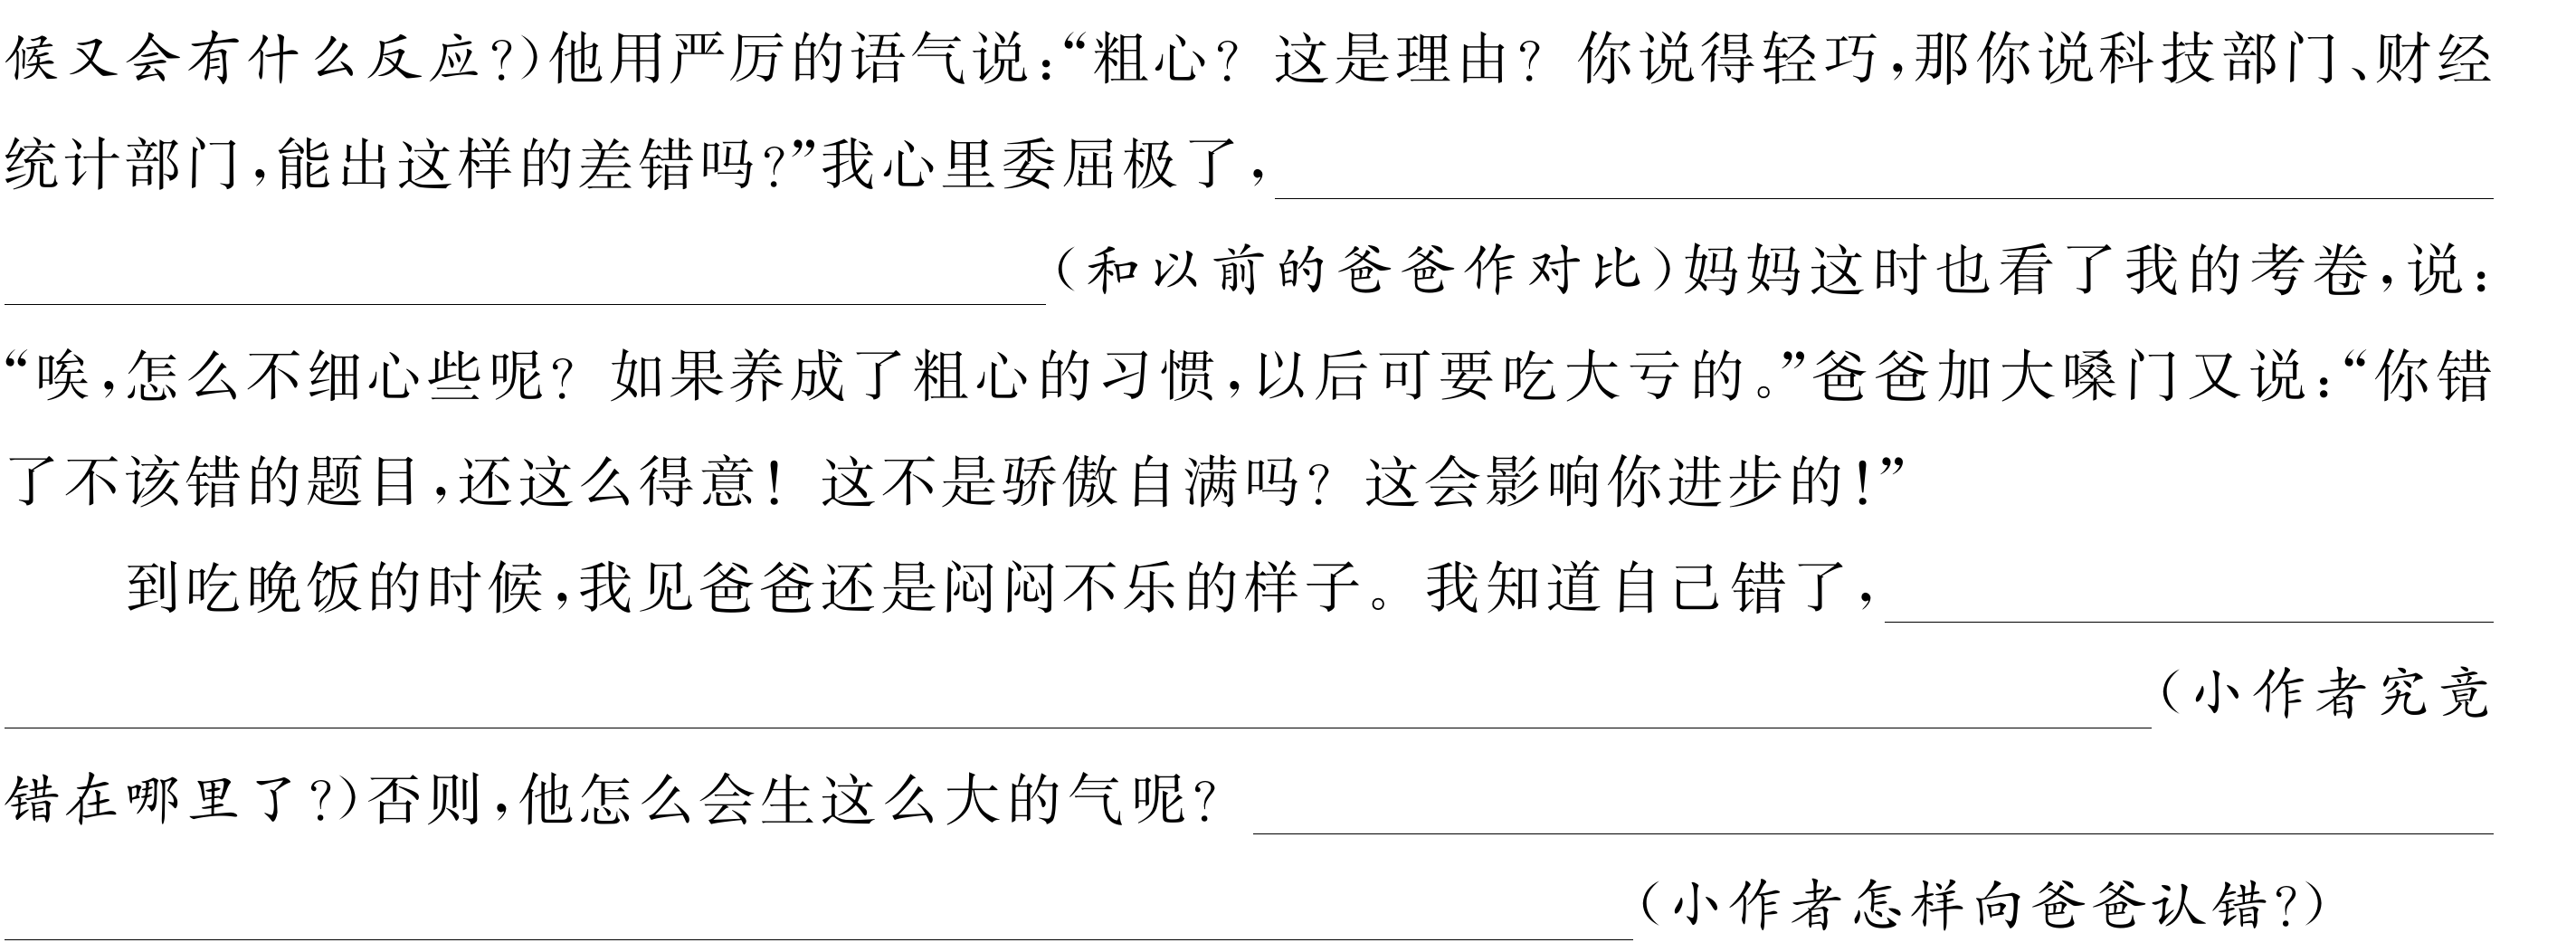 候又会有什么反应?)他用严厉的语气说:“粗心? 这是理由? 你说得轻巧,那你说科技部门、财经
统计部门,能出这样的差错吗?”我心里委屈极了,
(和以前的爸爸作对比)妈妈这时也看了我的考卷,说:
“唉,怎么不细心些呢? 如果养成了粗心的习惯,以后可要吃大亏的。”爸爸加大嗓门又说:“你错
了不该错的题目,还这么得意! 这不是骄傲自满吗? 这会影响你进步的!”
到吃晚饭的时候,我见爸爸还是闷闷不乐的样子。我知道自己错了,
(小作者究竟
错在哪里了?)否则,他怎么会生这么大的气呢?
(小作者怎样向爸爸认错?)